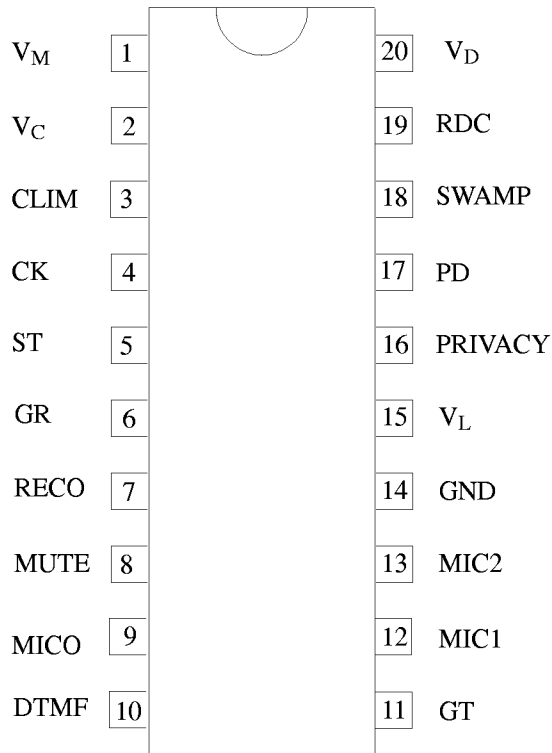 V_M 1 20 V_D
V_C 2 19 RDC
CLIM 3 18 SWAMP
CK 4 17 PD
ST 5 16 PRIVACY
GR 6 15 V_L
RECO 7 14 GND
MUTE 8 13 MIC2
MICO 9 12 MIC1
DTMF 10 11 GT